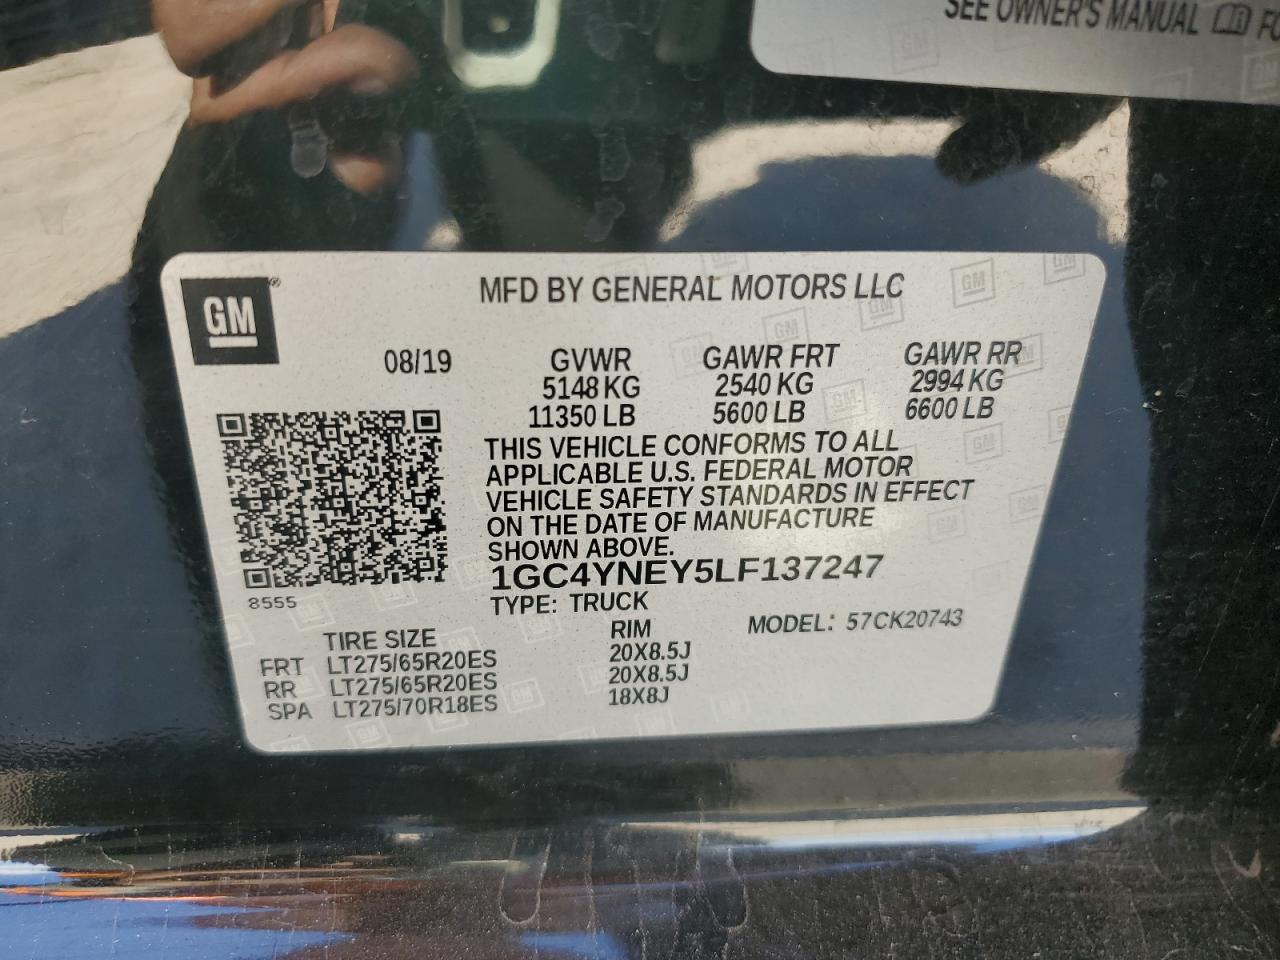 SEE OWNER'S MANUAL
GM
MFD BY GENERAL MOTORS LLC
08/19 GVWR GAWR FRT GAWR RR
5148 KG 2540 KG 2994 KG
11350 LB 5600 LB 6600 LB
THIS VEHICLE CONFORMS TO ALL
APPLICABLE U.S. FEDERAL MOTOR
VEHICLE SAFETY STANDARDS IN EFFECT
ON THE DATE OF MANUFACTURE
SHOWN ABOVE.
1GC4YNEY5LF137247
8555
TYPE: TRUCK MODEL: 57CK20743
TIRE SIZE RIM
FRT LT275/65R20ES 20X8.5J
RR LT275/65R20ES 20X8.5J
SPA LT275/70R18ES 18X8J